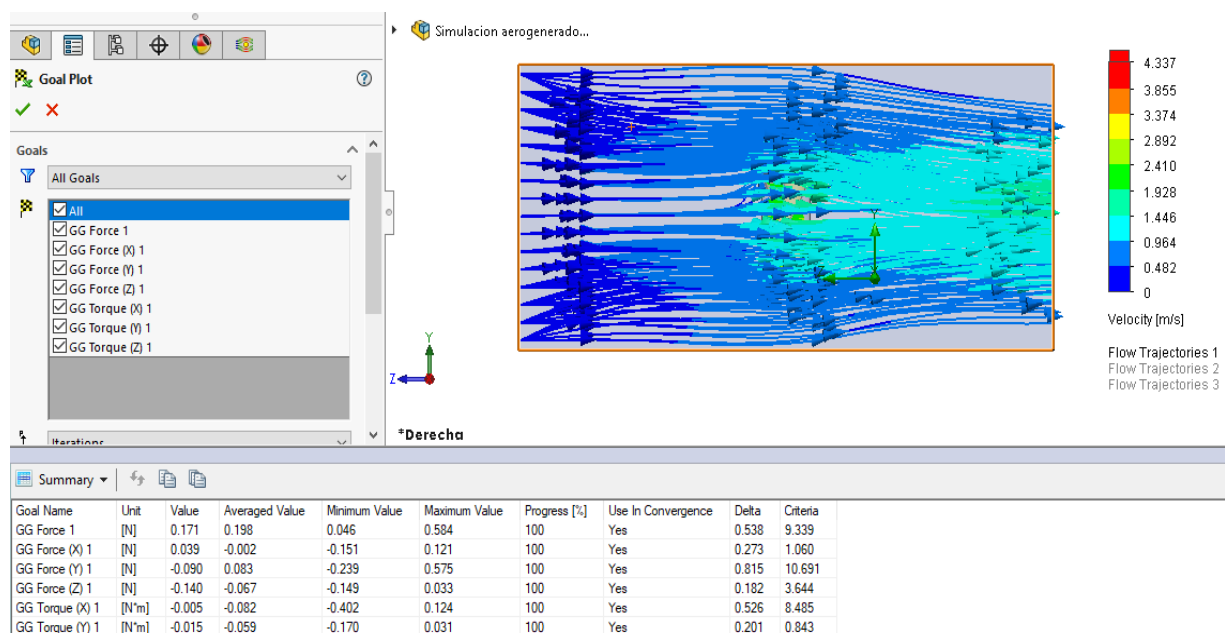 Simulacion aerogenerado...
Goal Plot
Goals
All Goals
All
GG Force 1
GG Force (X) 1
GG Force (Y) 1
GG Force (Z) 1
GG Torque (X) 1
GG Torque (Y) 1
GG Torque (Z) 1
Iterations
4.337
3.855
3.374
2.892
2.410
1.928
1.446
0.964
0.482
0
Velocity [m/s]
Flow Trajectories 1
Flow Trajectories 2
Flow Trajectories 3
Y
Y
Z
*Derecha
Summary
Goal Name Unit Value Averaged Value Minimum Value Maximum Value Progress [%] Use In Convergence Delta Criteria
GG Force 1 [N] 0.171 0.198 0.046 0.584 100 Yes 0.538 9.339
GG Force (X) 1 [N] 0.039 -0.002 -0.151 0.121 100 Yes 0.273 1.060
GG Force (Y) 1 [N] -0.090 0.083 -0.239 0.575 100 Yes 0.815 10.691
GG Force (Z) 1 [N] -0.140 -0.067 -0.149 0.033 100 Yes 0.182 3.644
GG Torque (X) 1 [N*m] -0.005 -0.082 -0.402 0.124 100 Yes 0.526 8.485
GG Torque (Y) 1 [N*m] -0.015 -0.059 -0.170 0.031 100 Yes 0.201 0.843